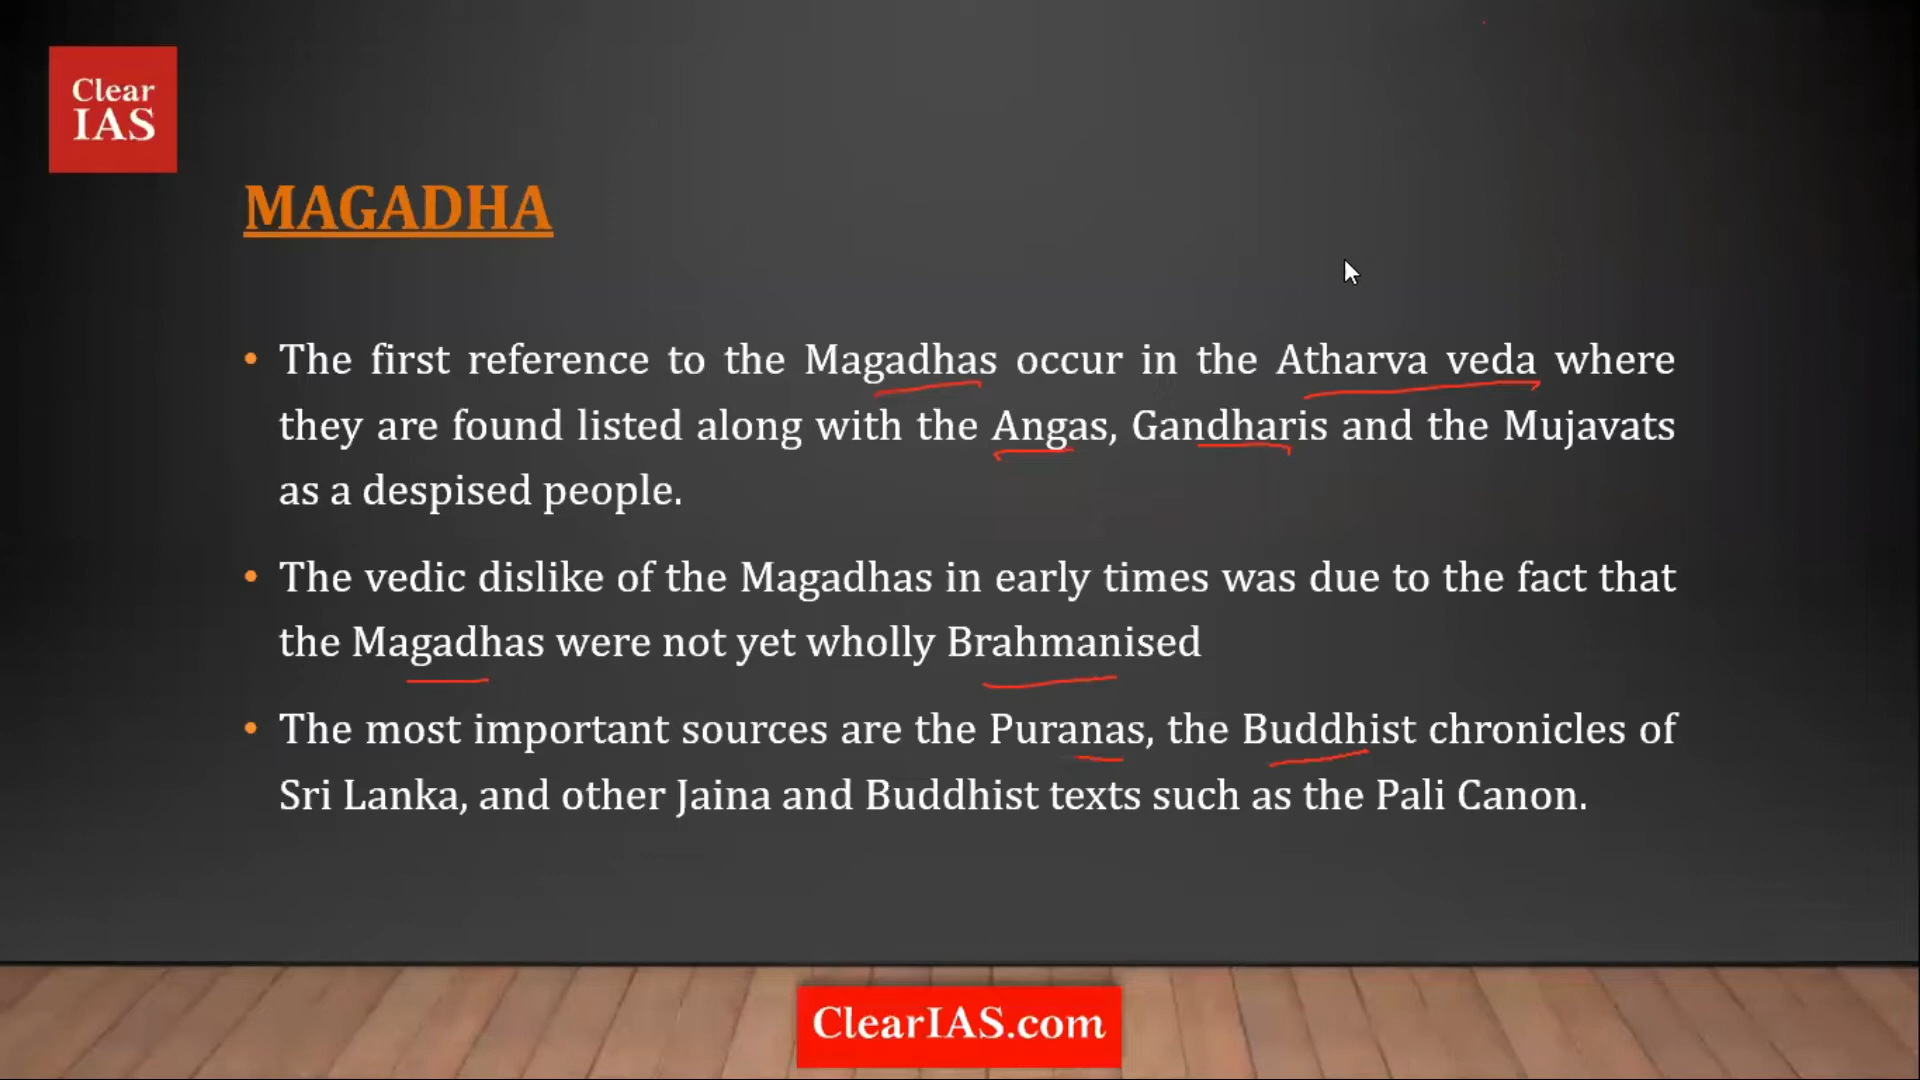 Clear
IAS
MAGADHA
• The first reference to the Magadhas occur in the Atharva veda where
they are found listed along with the Angas, Gandharis and the Mujavats
as a despised people.
• The vedic dislike of the Magadhas in early times was due to the fact that
the Magadhas were not yet wholly Brahmanised
• The most important sources are the Puranas, the Buddhist chronicles of
Sri Lanka, and other Jaina and Buddhist texts such as the Pali Canon.
ClearIAS.com